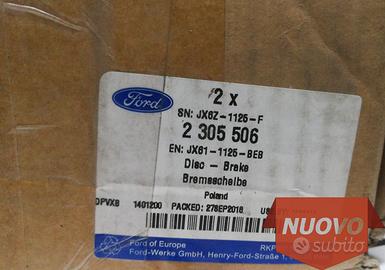 Ford
2 x
SN: JX6Z-1125-F
2 305 506
EN: JX61-1125-BEB
Disc - Brake
Bremsscheibe
Poland
DPVXB 1401200 PACKED: 27SEP2018
Ford of Europe
Ford-Werke GmbH, Henry-Ford-Straße 1,
NUOVO
subito